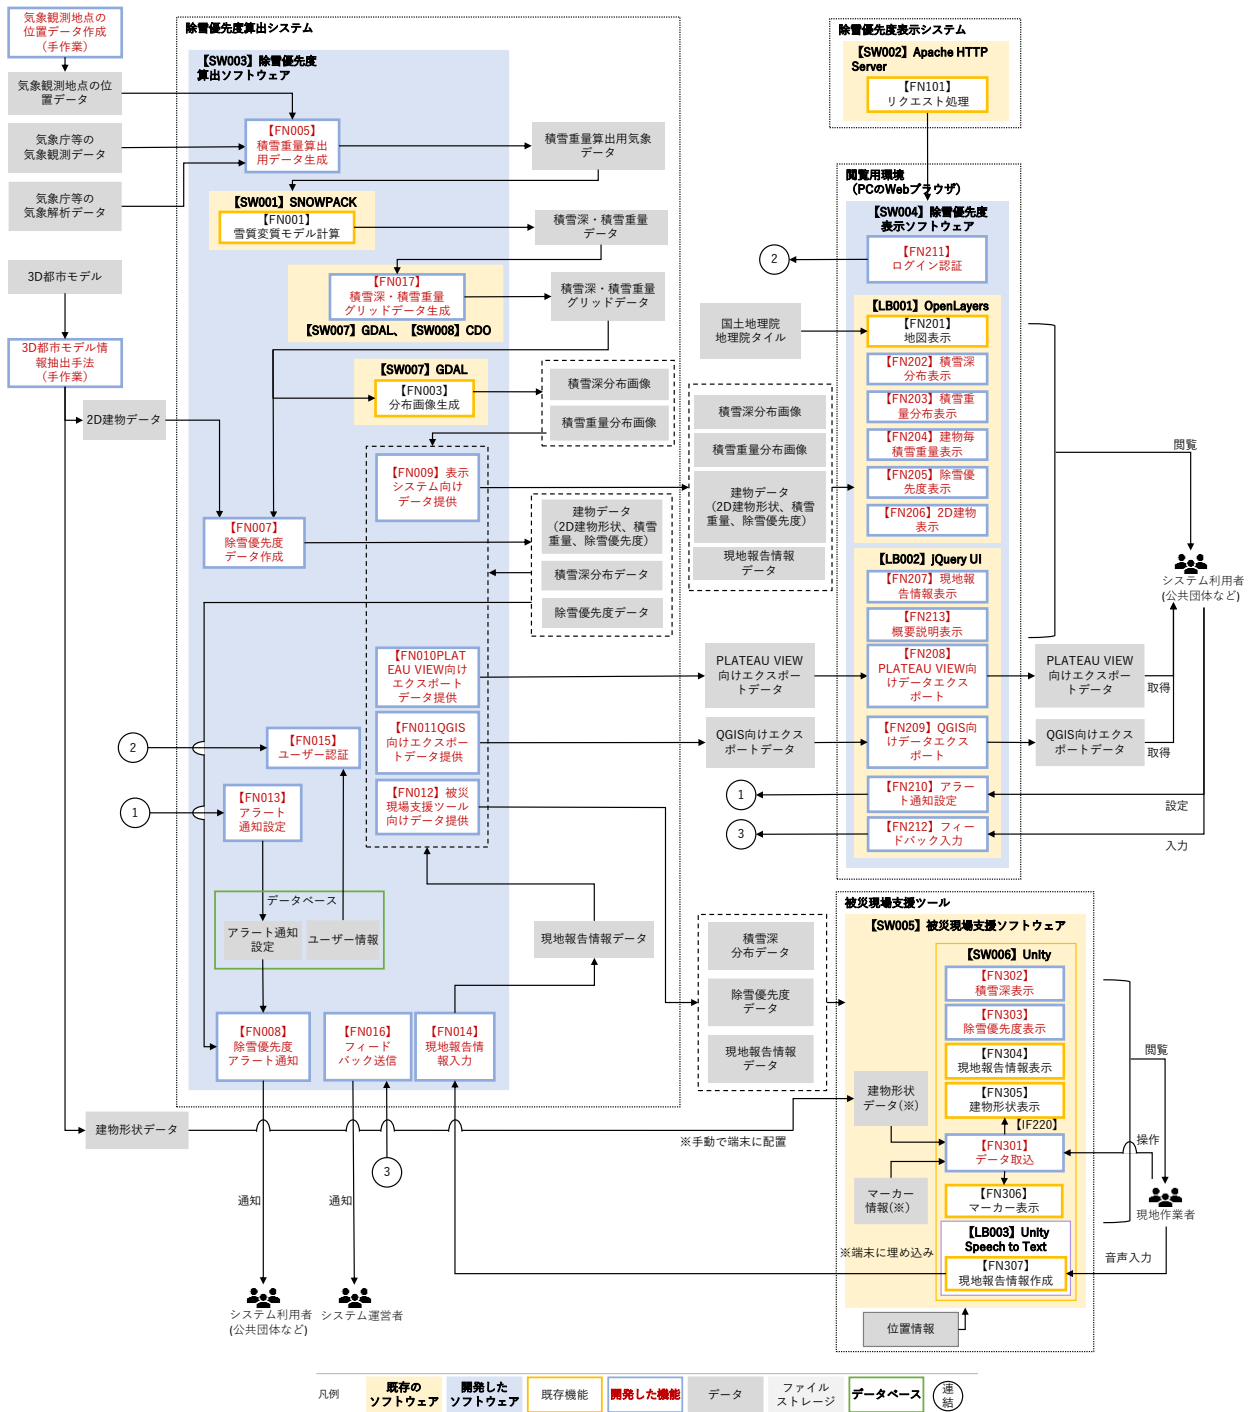 気象観測地点の
位置データ作成
（手作業）
気象観測地点の位
置データ
気象庁等の
気象観測データ
気象庁等の
気象解析データ
3D都市モデル
3D都市モデル情
報抽出手法
（手作業）
2D建物データ
建物形状データ
除雪優先度算出システム
【SW003】除雪優先度
算出ソフトウェア
【FN005】
積雪重量算出
用データ生成
積雪重量算出用気象
データ
【SW001】SNOWPACK
【FN001】
雪質変質モデル計算
積雪深・積雪重量
データ
【FN017】
積雪深・積雪重量
グリッドデータ生成
【SW007】GDAL、【SW008】CDO
積雪深・積雪重量
グリッドデータ
【SW007】GDAL
【FN003】
分布画像生成
積雪深分布画像
積雪重量分布画像
【FN009】表示
システム向け
データ提供
【FN007】
除雪優先度
データ作成
建物データ
（2D建物形状、積雪
重量、除雪優先度）
積雪深分布データ
除雪優先度データ
【FN010PLAT
EAU VIEW向け
エクスポート
データ提供
【FN011QGIS
向けエクスポー
トデータ提供
【FN012】被災
現場支援ツール
向けデータ提供
2
【FN015】
ユーザー認証
1
【FN013】
アラート
通知設定
データベース
アラート通知
設定
ユーザー情報
現地報告情報データ
【FN008】
除雪優先度
アラート通知
【FN016】
フィード
バック送信
【FN014】
現地報告情
報入力
3
通知
通知
システム利用者
(公共団体など)
システム運営者
除雪優先度表示システム
【SW002】Apache HTTP
Server
【FN101】
リクエスト処理
閲覧用環境
（PCのWebブラウザ）
【SW004】除雪優先度
表示ソフトウェア
2
【FN211】
ログイン認証
【LB001】OpenLayers
国土地理院
地理院タイル
【FN201】
地図表示
【FN202】積雪深
分布表示
【FN203】積雪重
量分布表示
【FN204】建物毎
積雪重量表示
【FN205】除雪優
先度表示
【FN206】2D建物
表示
積雪深分布画像
積雪重量分布画像
建物データ
（2D建物形状、積雪
重量、除雪優先度）
現地報告情報
データ
【LB002】jQuery UI
【FN207】現地報
告情報表示
【FN213】
概要説明表示
PLATEAU VIEW
向けエクスポー
トデータ
【FN208】
PLATEAU VIEW向
けデータエクス
ポート
PLATEAU VIEW
向けエクスポー
トデータ
QGIS向けエクス
ポートデータ
【FN209】QGIS向
けデータエクス
ポート
QGIS向けエクス
ポートデータ
1
【FN210】アラー
ト通知設定
3
【FN212】フィー
ドバック入力
閲覧
システム利用者
(公共団体など)
取得
取得
設定
入力
被災現場支援ツール
【SW005】被災現場支援ソフトウェア
【SW006】Unity
【FN302】
積雪深表示
【FN303】
除雪優先度表示
【FN304】
現地報告情報表示
【FN305】
建物形状表示
【IF220】
【FN301】
データ取込
【FN306】
マーカー表示
【LB003】Unity
Speech to Text
【FN307】
現地報告情報作成
積雪深
分布データ
除雪優先度
データ
現地報告情報
データ
建物形状
データ(※)
マーカー
情報(※)
※手動で端末に配置
※端末に埋め込み
位置情報
閲覧
操作
現地作業者
音声入力
凡例
既存の
ソフトウェア
開発した
ソフトウェア
既存機能
開発した機能
データ
ファイル
ストレージ
データベース
連
結